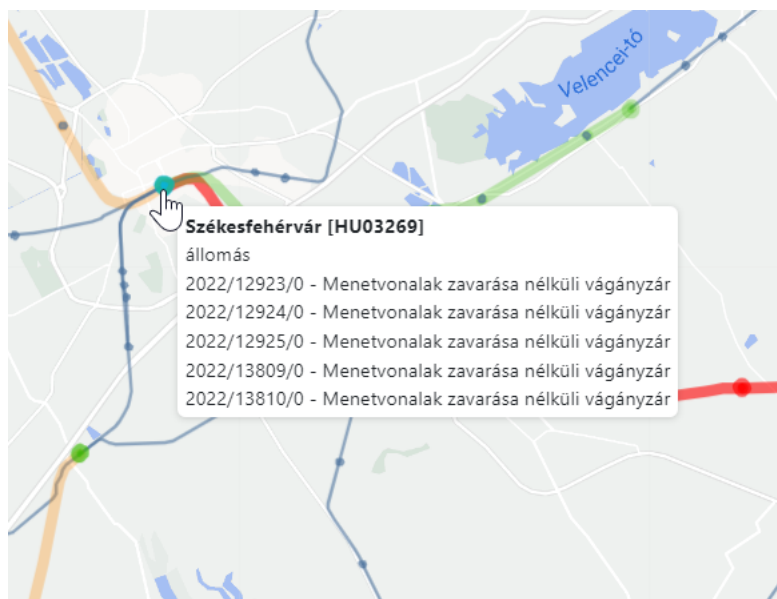 Velencei-tó
Székesfehérvár [HU03269]
állomás
2022/12923/0 - Menetvonalak zavarása nélküli vágányzár
2022/12924/0 - Menetvonalak zavarása nélküli vágányzár
2022/12925/0 - Menetvonalak zavarása nélküli vágányzár
2022/13809/0 - Menetvonalak zavarása nélküli vágányzár
2022/13810/0 - Menetvonalak zavarása nélküli vágányzár